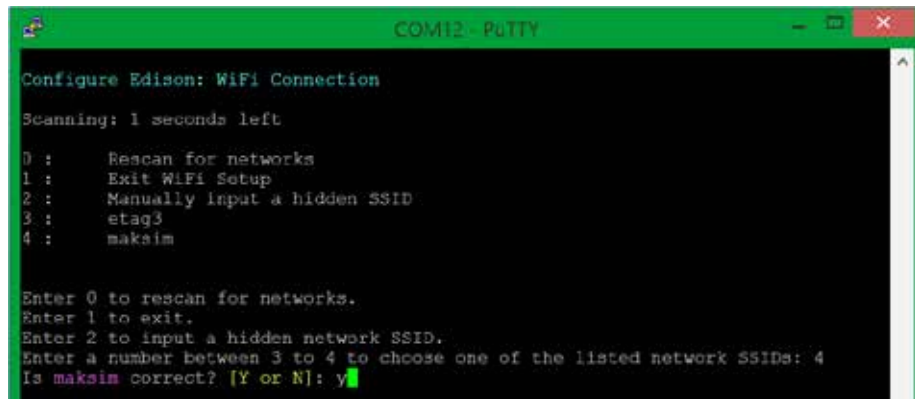 COM12 - PuTTY
Configure Edison: WiFi Connection
Scanning: 1 seconds left
0 : Rescan for networks
1 : Exit WiFi Setup
2 : Manually input a hidden SSID
3 : etag3
4 : maksim
Enter 0 to rescan for networks.
Enter 1 to exit.
Enter 2 to input a hidden network SSID.
Enter a number between 3 to 4 to choose one of the listed network SSIDs: 4
Is maksim correct? [Y or N]: y